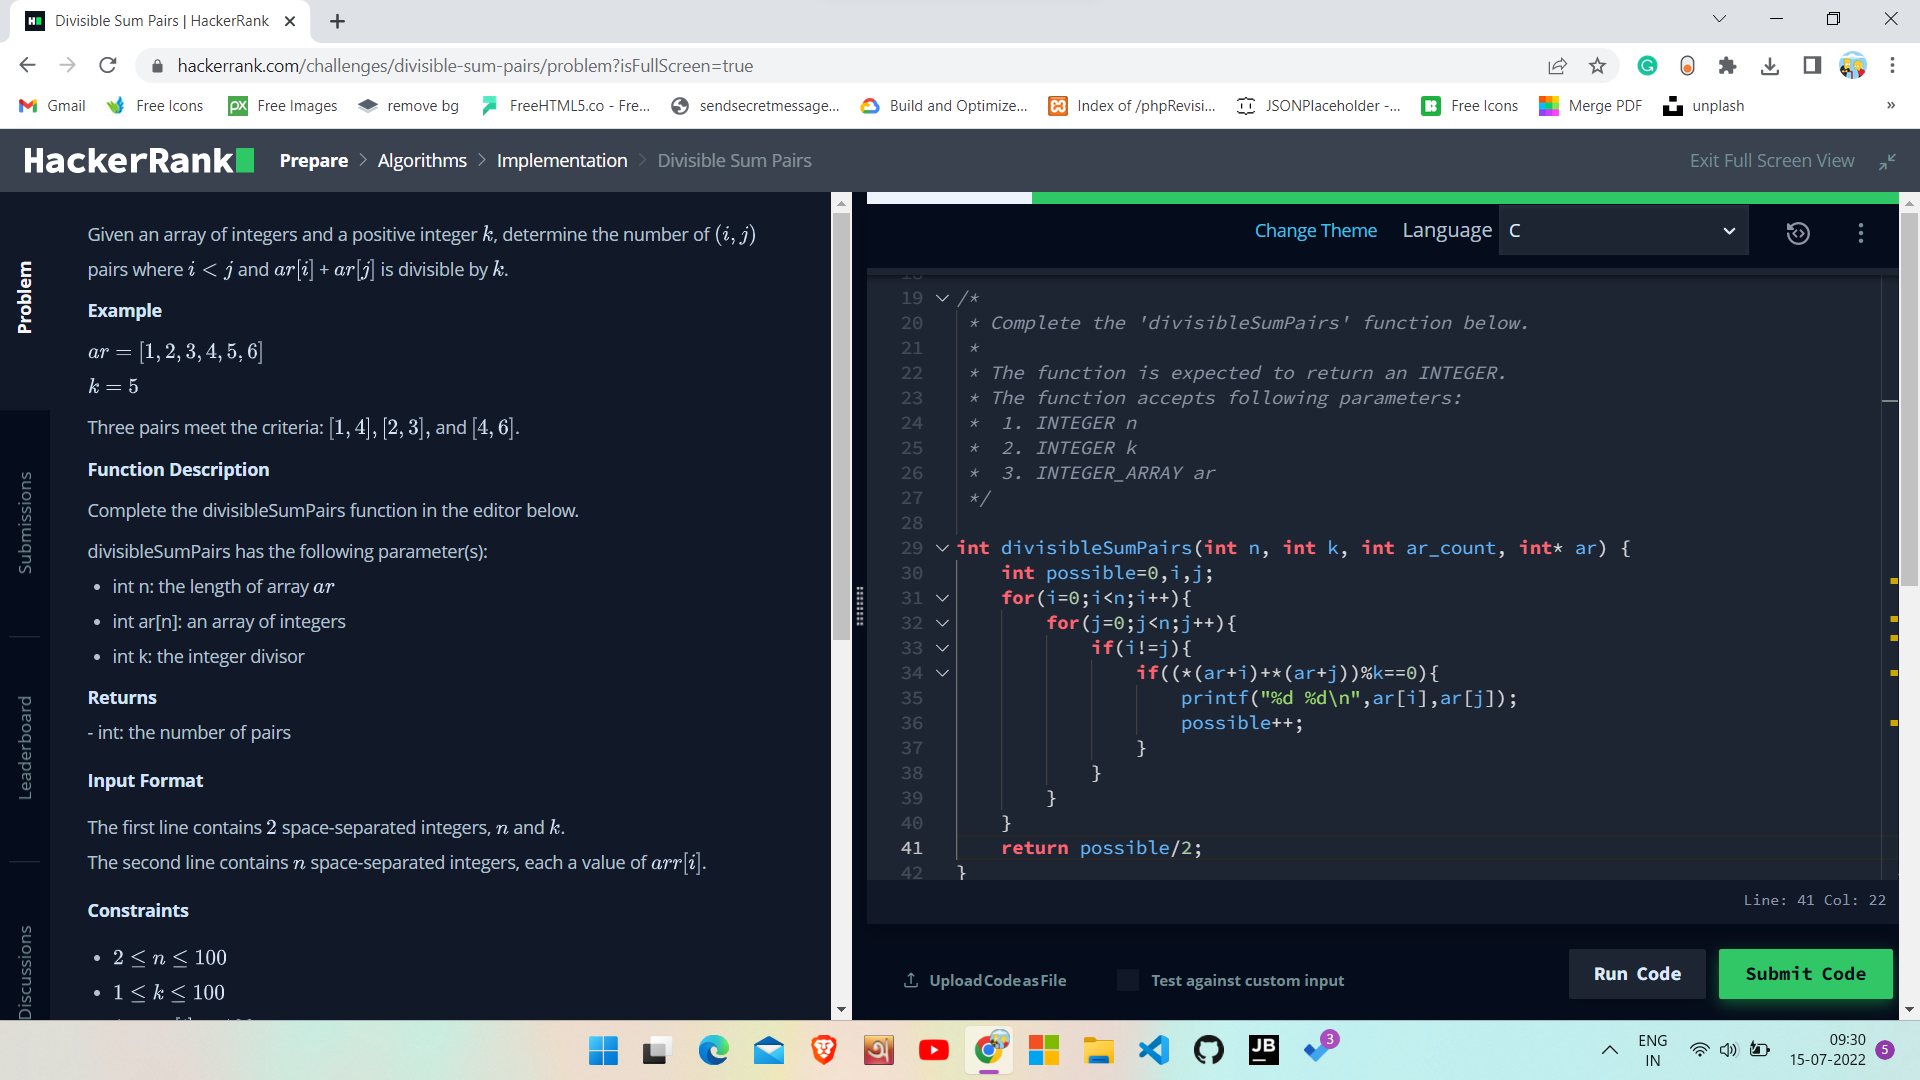 Divisible Sum Pairs | HackerRank
hackerrank.com/challenges/divisible-sum-pairs/problem?isFullScreen=true
Gmail Free Icons Free Images remove bg FreeHTML5.co - Fre... sendsecretmessage... Build and Optimize... Index of /phpRevisi... JSONPlaceholder -... Free Icons Merge PDF unplash »
HackerRank Prepare > Algorithms > Implementation > Divisible Sum Pairs Exit Full Screen View
Problem
Submissions
Leaderboard
Discussions
Given an array of integers and a positive integer k, determine the number of (i, j)
pairs where i < j and ar[i] + ar[j] is divisible by k.
Example
ar = [1, 2, 3, 4, 5, 6]
k = 5
Three pairs meet the criteria: [1, 4], [2, 3], and [4, 6].
Function Description
Complete the divisibleSumPairs function in the editor below.
divisibleSumPairs has the following parameter(s):
• int n: the length of array ar
• int ar[n]: an array of integers
• int k: the integer divisor
Returns
- int: the number of pairs
Input Format
The first line contains 2 space-separated integers, n and k.
The second line contains n space-separated integers, each a value of arr[i].
Constraints
• 2 ≤ n ≤ 100
• 1 ≤ k ≤ 100
Change Theme Language C
18
19 /*
20 * Complete the 'divisibleSumPairs' function below.
21 *
22 * The function is expected to return an INTEGER.
23 * The function accepts following parameters:
24 * 1. INTEGER n
25 * 2. INTEGER k
26 * 3. INTEGER_ARRAY ar
27 */
28
29 int divisibleSumPairs(int n, int k, int ar_count, int* ar) {
30 int possible=0,i,j;
31 for(i=0;i<n;i++){
32 for(j=0;j<n;j++){
33 if(i!=j){
34 if((*(ar+i)+*(ar+j))%k==0){
35 printf("%d %d\n",ar[i],ar[j]);
36 possible++;
37 }
38 }
39 }
40 }
41 return possible/2;
42 }
Line: 41 Col: 22
Upload Code as File Test against custom input Run Code Submit Code
ENG
IN
09:30
15-07-2022
5
3
JB